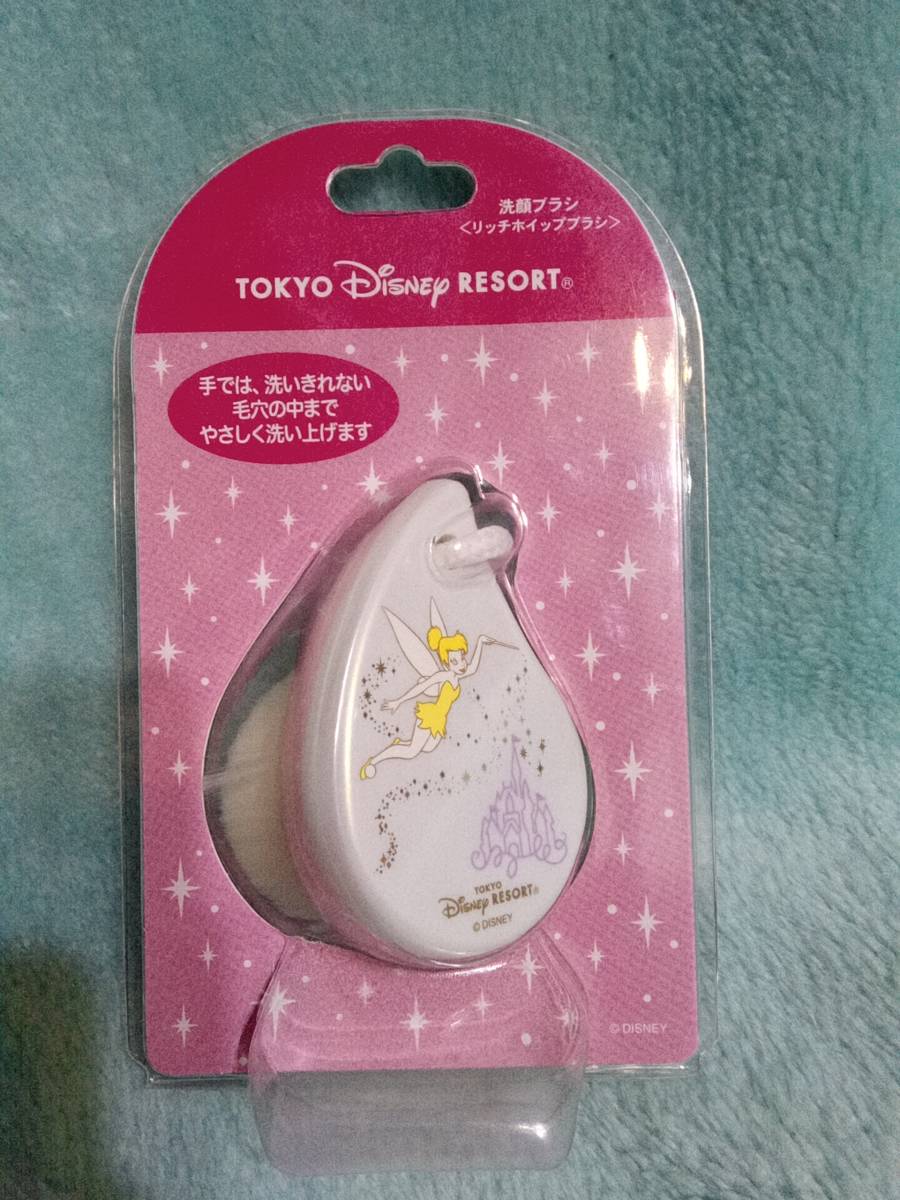 洗顔ブラシ
<リッチホイップブラシ>
TOKYO Disney RESORT®
手では、洗いきれない
毛穴の中まで
やさしく洗い上げます
TOKYO
Disney RESORT®
© DISNEY
© DISNEY